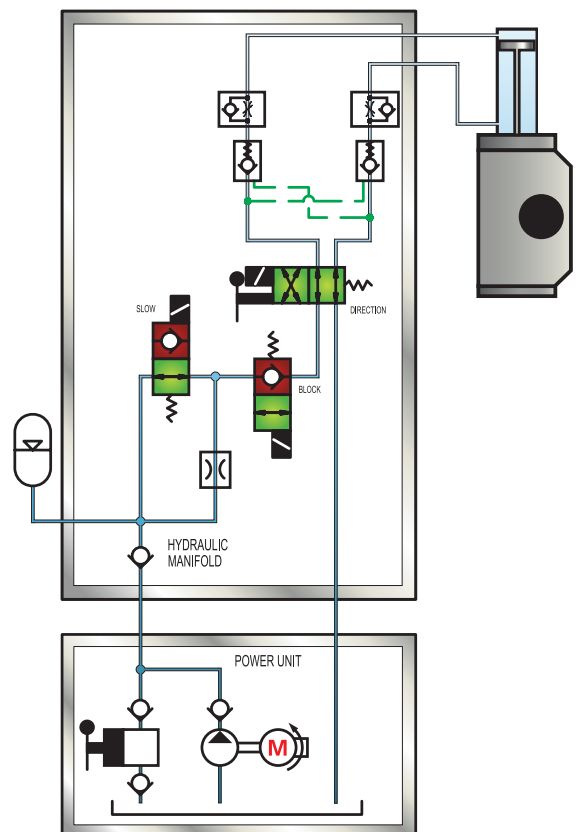 SLOW
DIRECTION
BLOCK
HYDRAULIC
MANIFOLD
POWER UNIT
M